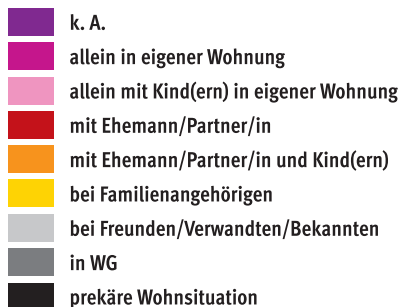 k. A.
allein in eigener Wohnung
allein mit Kind(ern) in eigener Wohnung
mit Ehemann/Partner/in
mit Ehemann/Partner/in und Kind(ern)
bei Familienangehörigen
bei Freunden/Verwandten/Bekannten
in WG
prekäre Wohnsituation